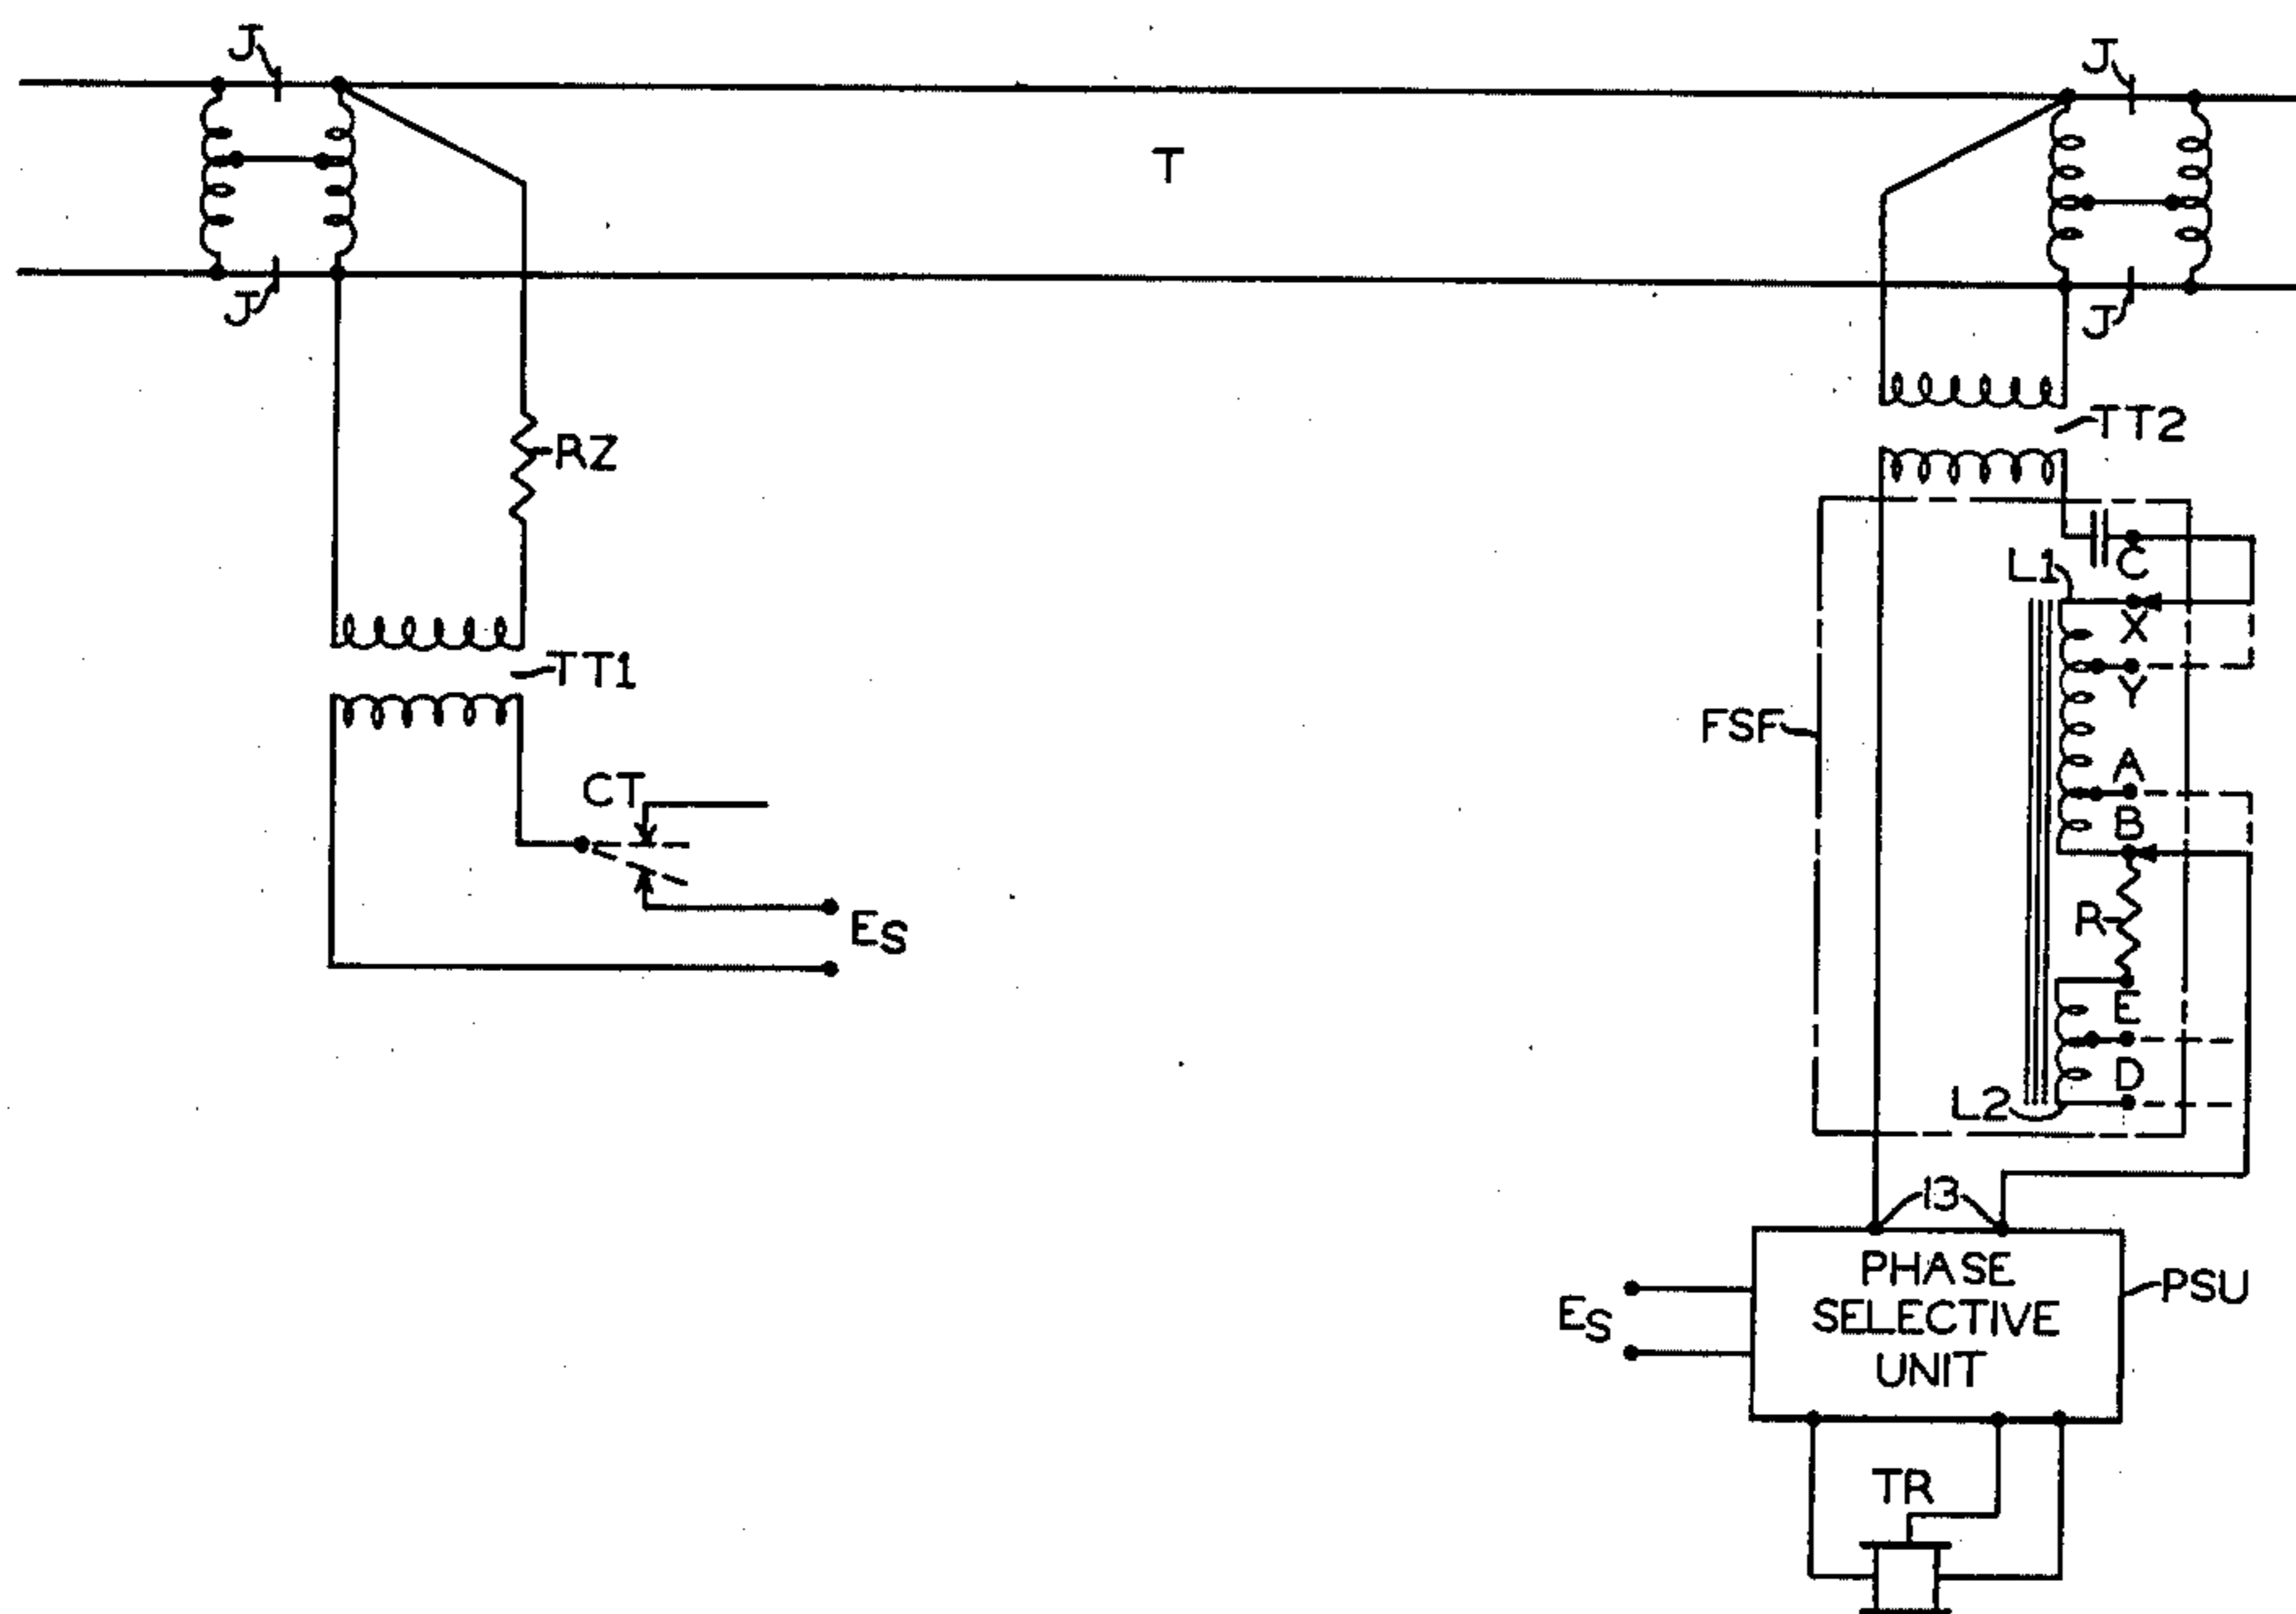 J
J
T
J
J
RZ
TT1
CT
ES
TT2
C
L1
X
Y
FSF
A
B
R
E
D
L2
13
PHASE
SELECTIVE
UNIT
PSU
ES
TR